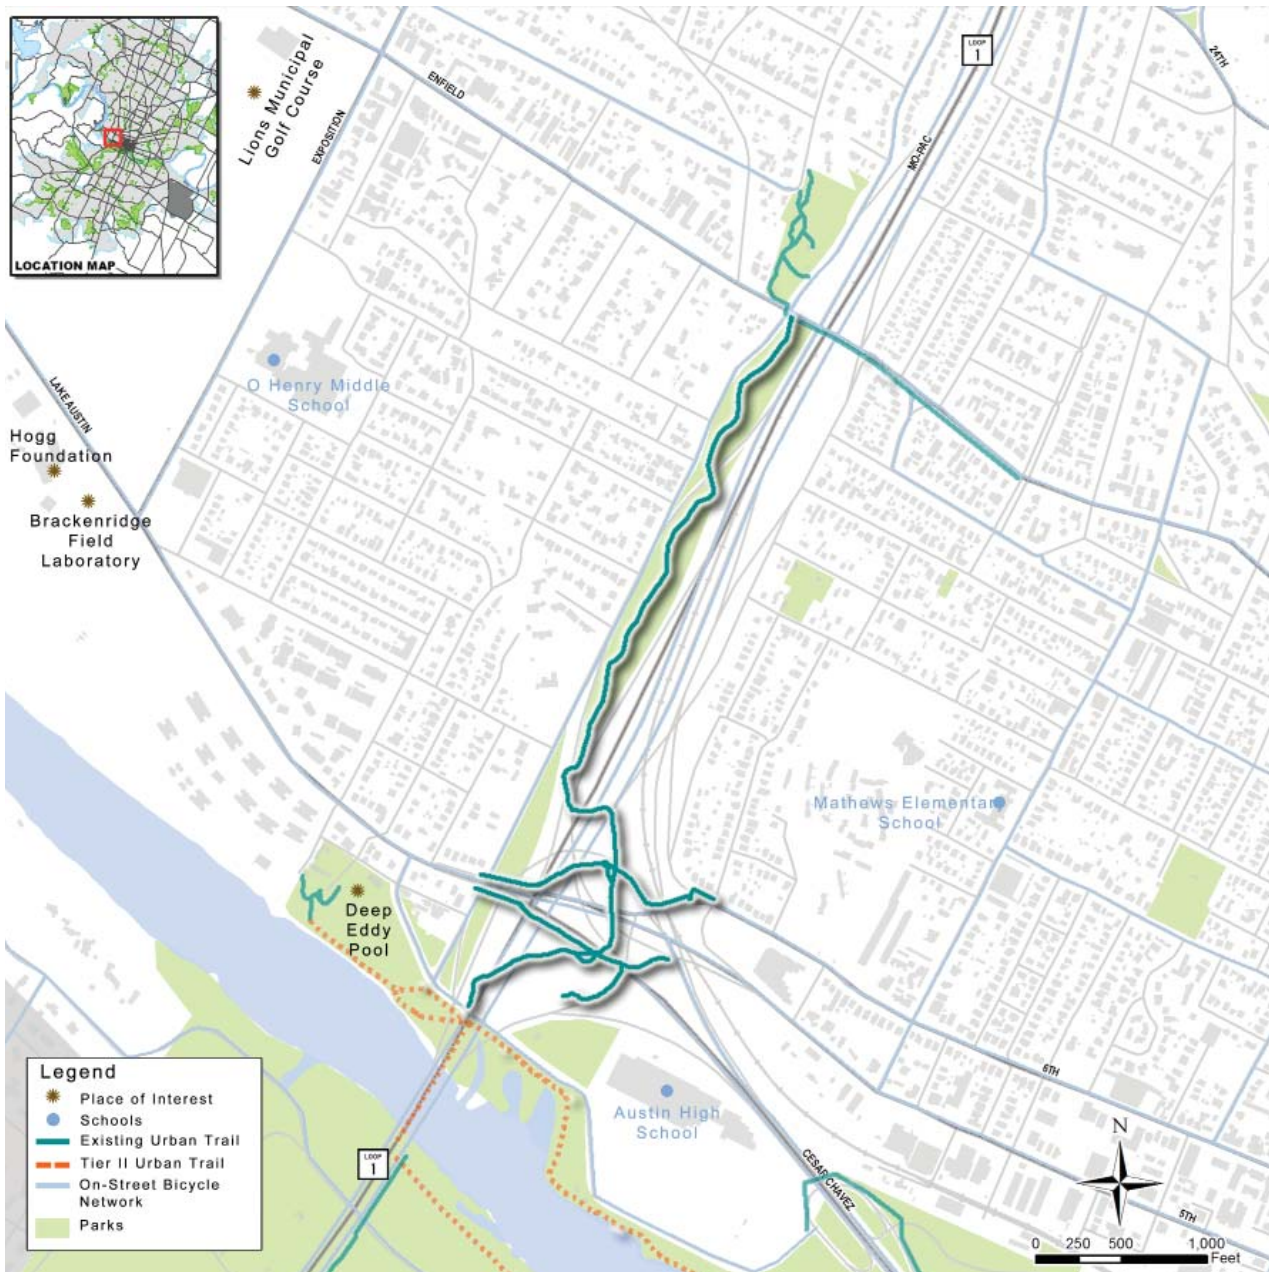 LOCATION MAP
Lions Municipal
Golf Course
EXPOSITION
ENFIELD
LOOP
1
MO-PAC
24TH
O Henry Middle
School
LAKE AUSTIN
Hogg
Foundation
Brackenridge
Field
Laboratory
Mathews Elementary
School
Deep
Eddy
Pool
Austin High
School
6TH
CESAR CHAVEZ
5TH
LOOP
1
Legend
Place of Interest
Schools
Existing Urban Trail
Tier II Urban Trail
On-Street Bicycle
Network
Parks
N
0 250 500 1,000
Feet